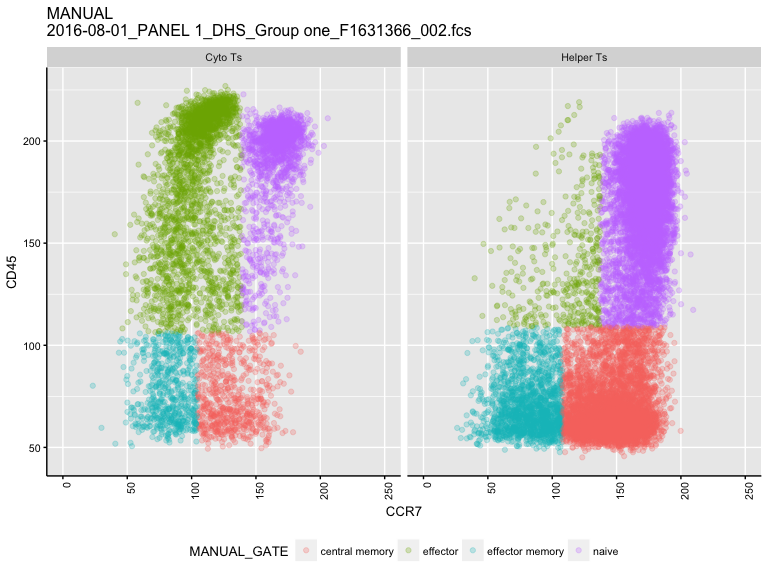 MANUAL
2016-08-01_PANEL 1_DHS_Group one_F1631366_002.fcs
Cyto Ts
Helper Ts
200
150
100
50
CD45
0 50 100 150 200 250
0 50 100 150 200 250
CCR7
MANUAL_GATE central memory effector effector memory naive